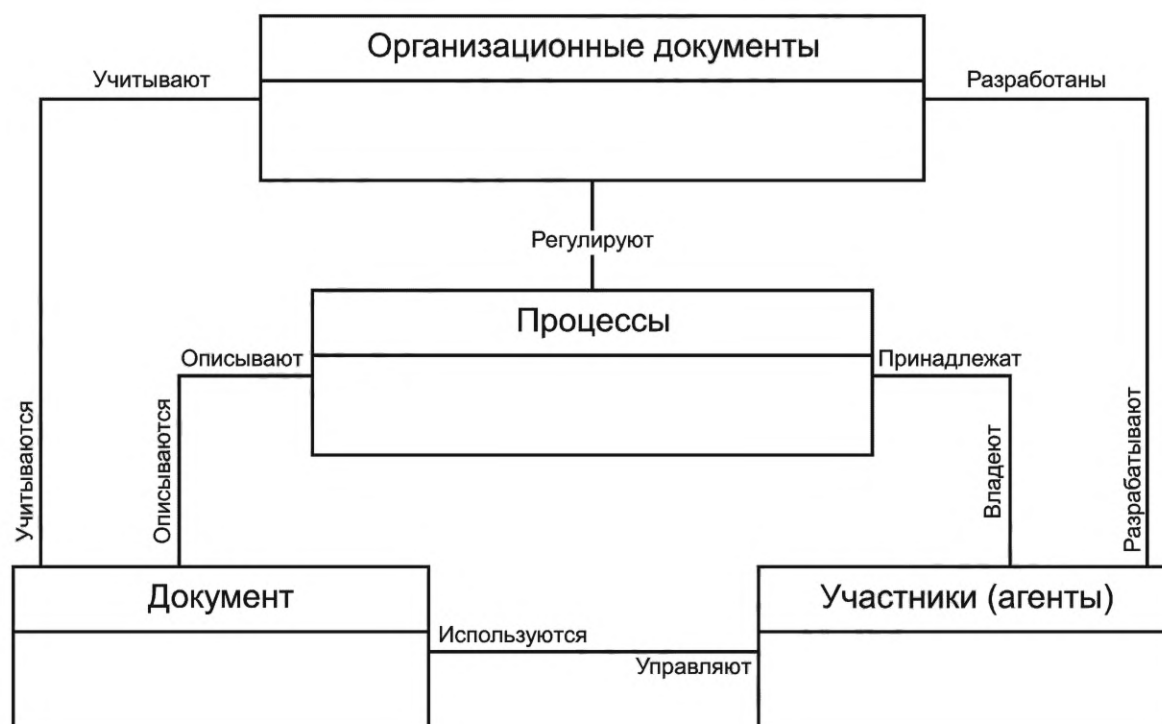 Организационные документы
Учитывают
Разработаны
Регулируют
Процессы
Описывают
Принадлежат
Учитываются
Описываются
Владеют
Разрабатывают
Документ
Участники (агенты)
Используются
Управляют